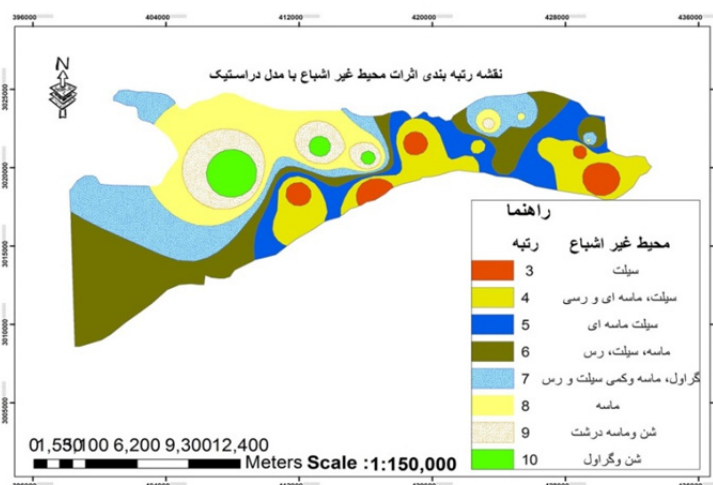 396000 404000 412000 420000 428000 436000
نقشه رتبه بندی اثرات محیط غیر اشباع با مدل دراستیک
N
3025000
3020000
3015000
3010000
3005000
راهنما
رتبه محیط غیر اشباع
3 سیلت
4 سیلت، ماسه ای و رسی
5 سیلت ماسه ای
6 ماسه، سیلت، رس
7 گراول، ماسه وکمی سیلت و رس
8 ماسه
9 شن وماسه درشت
10 شن وگراول
6,200 9,300 12,400
Meters Scale :1:150,000